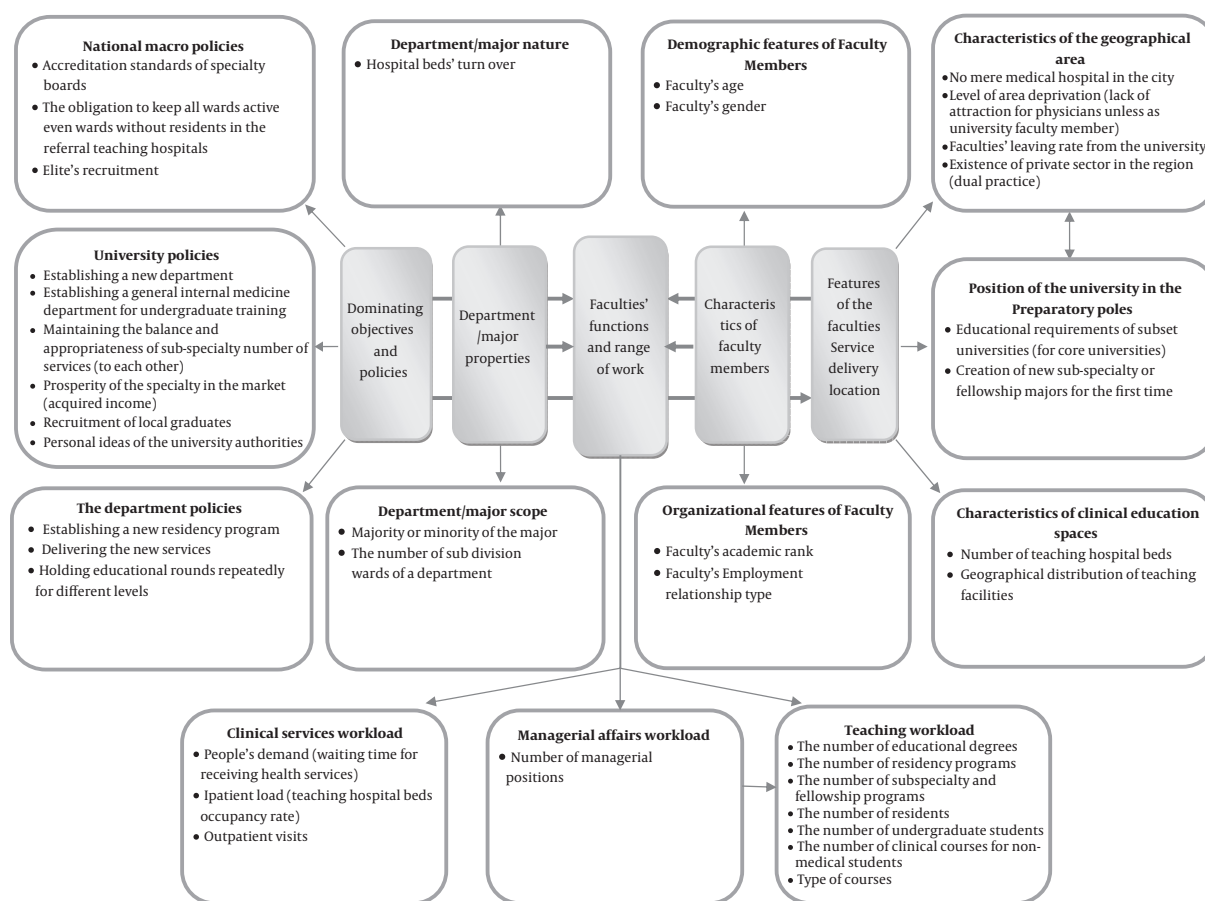 National macro policies
• Accreditation standards of specialty
boards
• The obligation to keep all wards active
even wards without residents in the
referral teaching hospitals
• Elite's recruitment
Department/major nature
• Hospital beds' turn over
Demographic features of Faculty
Members
• Faculty's age
• Faculty's gender
Characteristics of the geographical
area
• No mere medical hospital in the city
• Level of area deprivation (lack of
attraction for physicians unless as
university faculty member)
• Faculties' leaving rate from the university
• Existence of private sector in the region
(dual practice)
University policies
• Establishing a new department
• Establishing a general internal medicine
department for undergraduate training
• Maintaining the balance and
appropriateness of sub-specialty number of
services (to each other)
• Prosperity of the specialty in the market
(acquired income)
• Recruitment of local graduates
• Personal ideas of the university authorities
Dominating
objectives
and
policies
Department
/major
properties
Faculties'
functions
and range
of work
Characteris
tics of
faculty
members
Features
of the
faculties
Service
delivery
location
Position of the university in the
Preparatory poles
• Educational requirements of subset
universities (for core universities)
• Creation of new sub-specialty or
fellowship majors for the first time
The department policies
• Establishing a new residency program
• Delivering the new services
• Holding educational rounds repeatedly
for different levels
Department/major scope
• Majority or minority of the major
• The number of sub division
wards of a department
Organizational features of Faculty
Members
• Faculty's academic rank
• Faculty's Employment
relationship type
Characteristics of clinical education
spaces
• Number of teaching hospital beds
• Geographical distribution of teaching
facilities
Clinical services workload
• People's demand (waiting time for
receiving health services)
• Ipatient load (teaching hospital beds
occupancy rate)
• Outpatient visits
Managerial affairs workload
• Number of managerial
positions
Teaching workload
• The number of educational degrees
• The number of residency programs
• The number of subspecialty and
fellowship programs
• The number of residents
• The number of undergraduate students
• The number of clinical courses for non-
medical students
• Type of courses